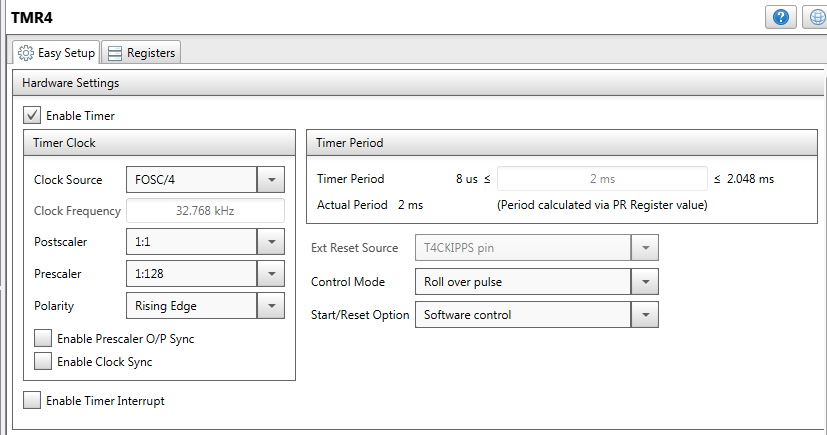 TMR4
Easy Setup Registers
Hardware Settings
Enable Timer
Timer Clock
Clock Source FOSC/4
Clock Frequency 32.768 kHz
Postscaler 1:1
Prescaler 1:128
Polarity Rising Edge
Enable Prescaler O/P Sync
Enable Clock Sync
Timer Period
Timer Period 8 us ≤ 2 ms ≤ 2.048 ms
Actual Period 2 ms (Period calculated via PR Register value)
Ext Reset Source T4CKIPPS pin
Control Mode Roll over pulse
Start/Reset Option Software control
Enable Timer Interrupt